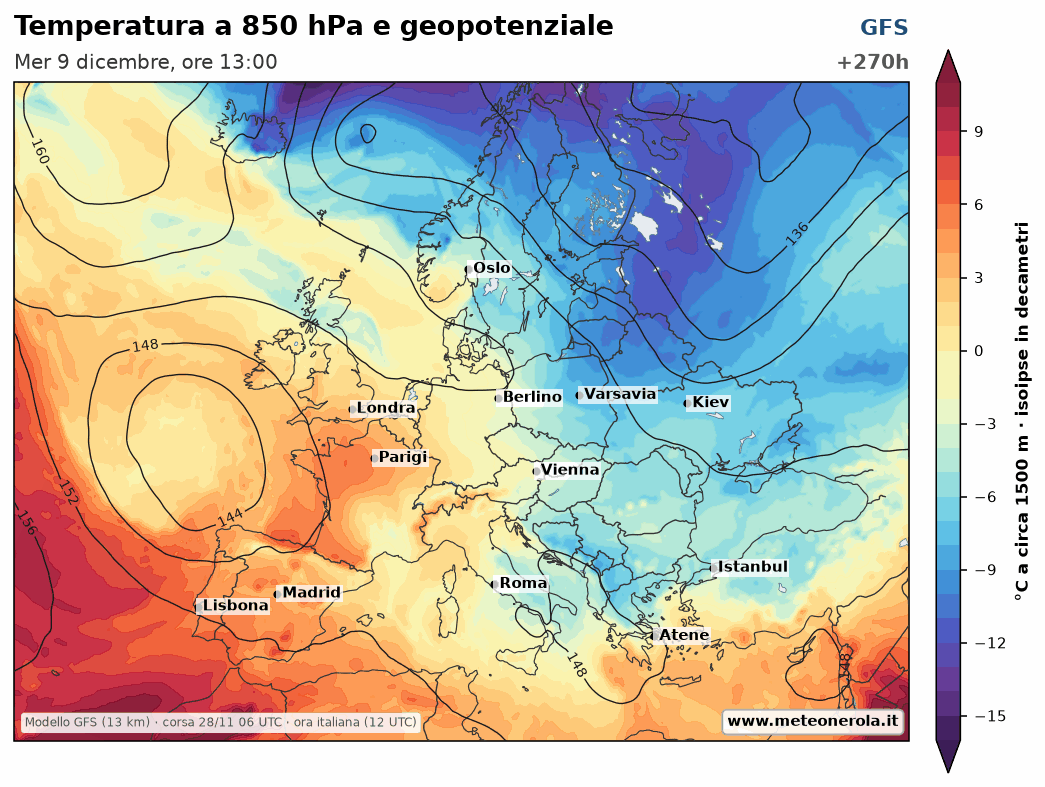 Temperatura a 850 hPa e geopotenziale
GFS
Mer 9 dicembre, ore 13:00
+270h
160
136
Oslo
148
Berlino
Varsavia
Kiev
Londra
Parigi
Vienna
152
144
156
Istanbul
Roma
Madrid
Lisbona
Atene
148
148
Modello GFS (13 km) · corsa 28/11 06 UTC · ora italiana (12 UTC)
www.meteonerola.it
9
6
3
0
−3
−6
−9
−12
−15
°C a circa 1500 m · isoipse in decametri